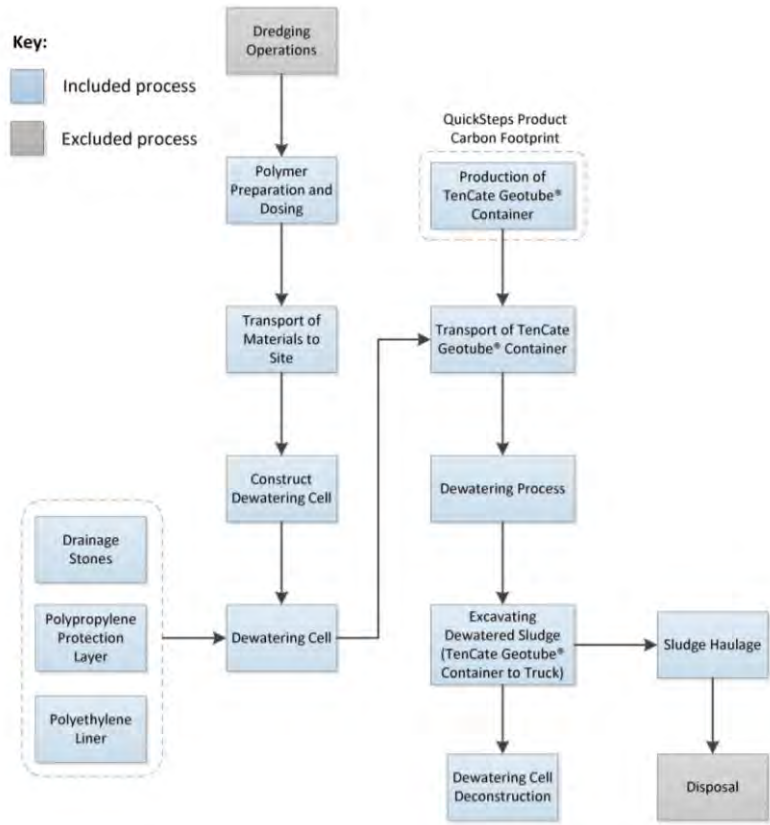 Key:
Included process
Excluded process
Dredging
Operations
Polymer
Preparation and
Dosing
Transport of
Materials to
Site
Construct
Dewatering Cell
Drainage
Stones
Polypropylene
Protection
Layer
Polyethylene
Liner
Dewatering Cell
QuickSteps Product
Carbon Footprint
Production of
TenCate Geotube®
Container
Transport of TenCate
Geotube® Container
Dewatering Process
Excavating
Dewatered Sludge
(TenCate Geotube®
Container to Truck)
Sludge Haulage
Dewatering Cell
Deconstruction
Disposal